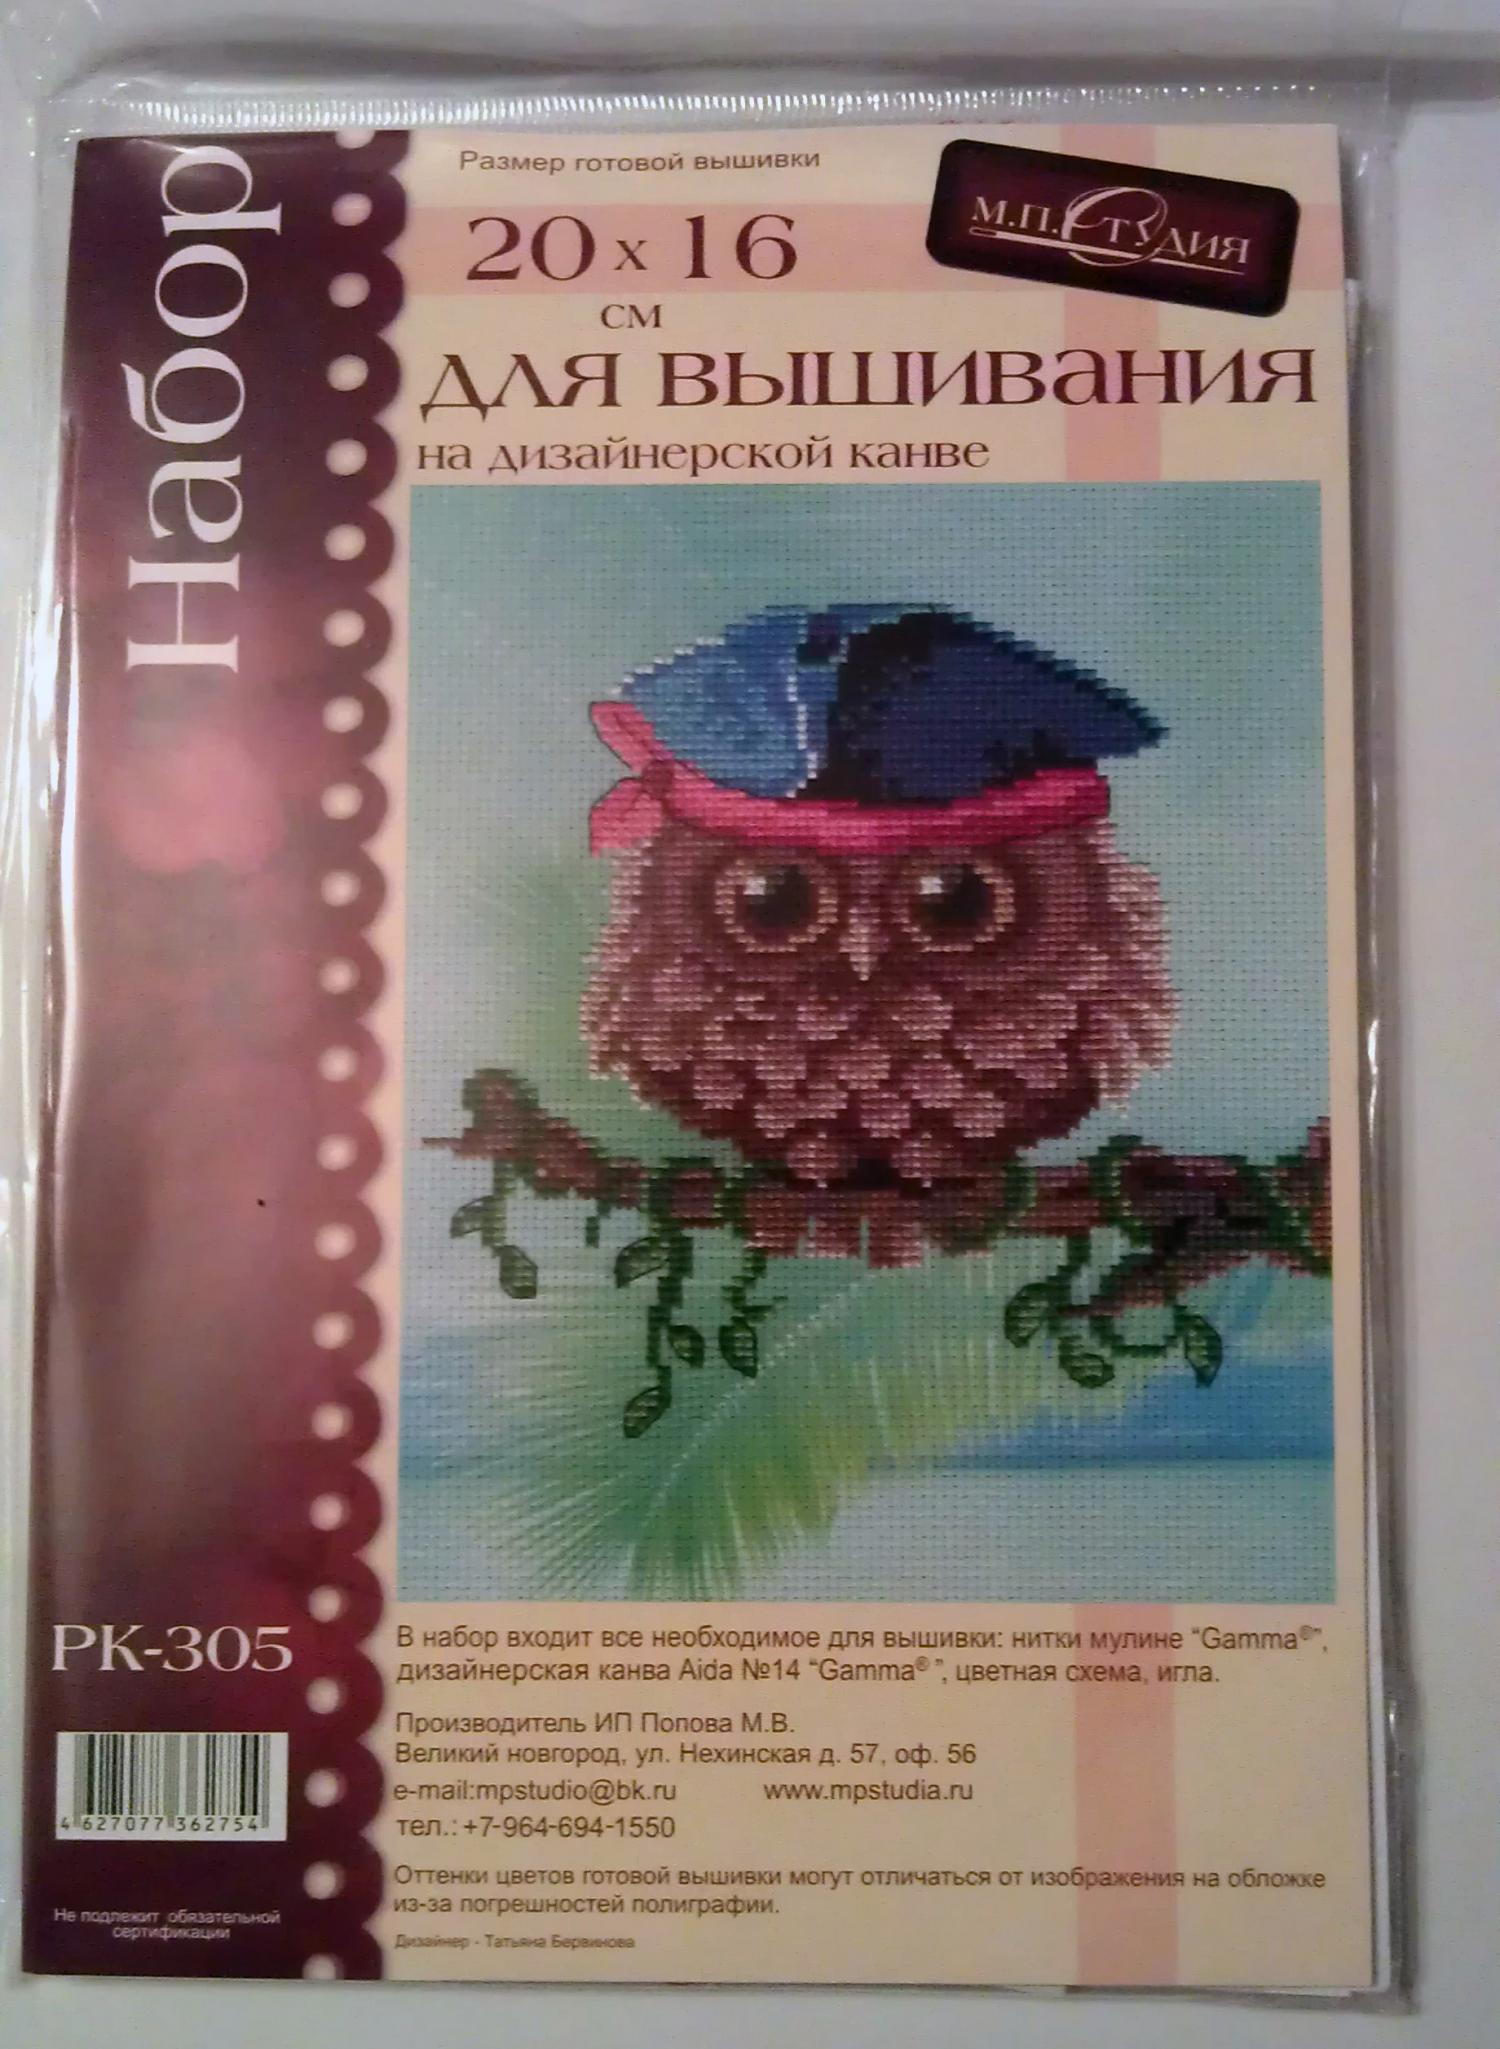 Набор
Размер готовой вышивки
20 х 16
см
М.П.Студия
для вышивания
на дизайнерской канве
РК-305
В набор входит все необходимое для вышивки: нитки мулине “Gamma®”,
дизайнерская канва Aida №14 “Gamma® ”, цветная схема, игла.
Производитель ИП Попова М.В.
Великий новгород, ул. Нехинская д. 57, оф. 56
e-mail:mpstudio@bk.ru www.mpstudia.ru
тел.: +7-964-694-1550
4 627077 362754
Оттенки цветов готовой вышивки могут отличаться от изображения на обложке
из-за погрешностей полиграфии.
Не подлежит обязательной
сертификации
Дизайнер - Татьяна Бервинова